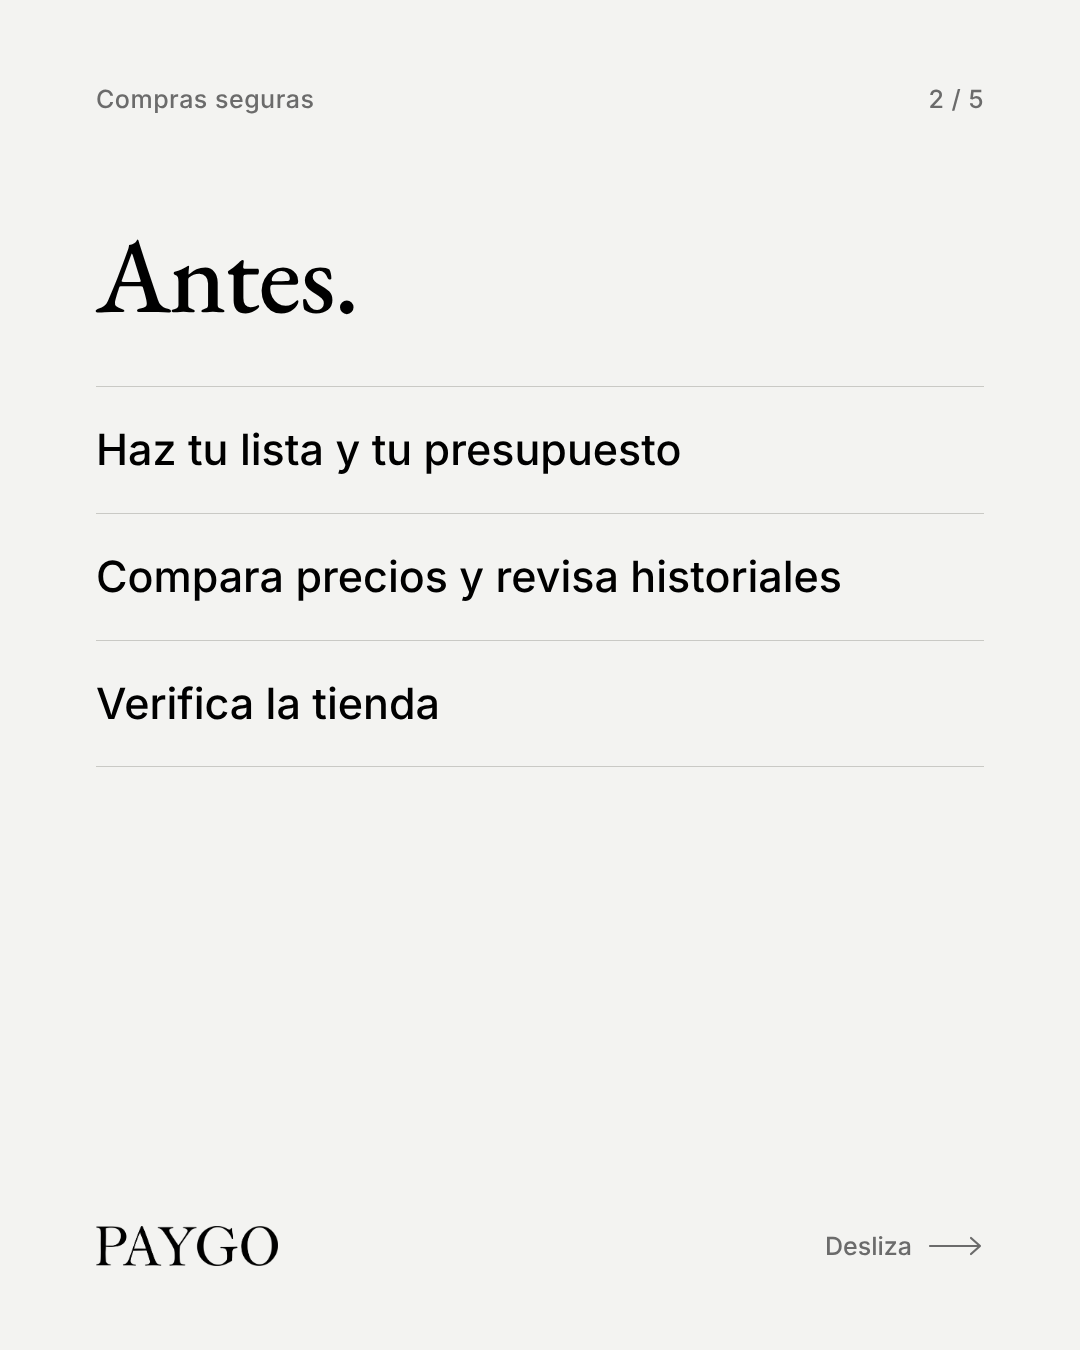 Compras seguras
2 / 5
Antes.
Haz tu lista y tu presupuesto
Compara precios y revisa historiales
Verifica la tienda
PAYGO
Desliza